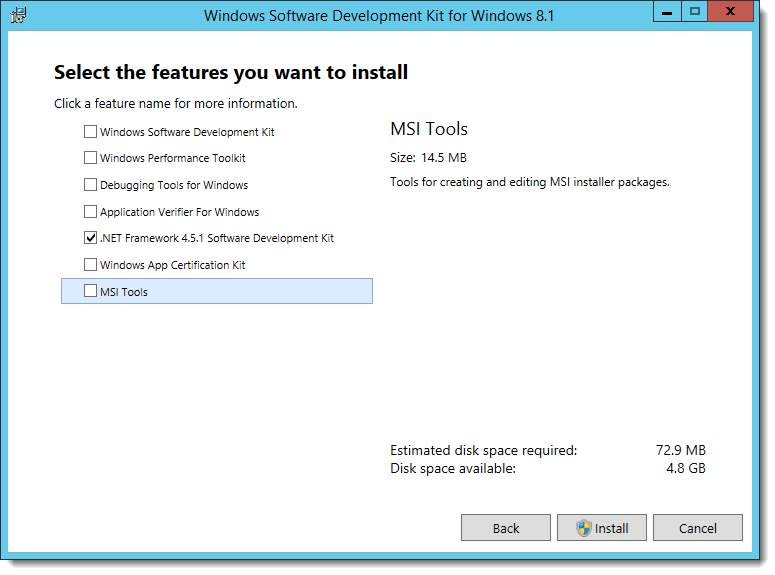 Windows Software Development Kit for Windows 8.1
Select the features you want to install
Click a feature name for more information.
Windows Software Development Kit
Windows Performance Toolkit
Debugging Tools for Windows
Application Verifier For Windows
.NET Framework 4.5.1 Software Development Kit
Windows App Certification Kit
MSI Tools
MSI Tools
Size: 14.5 MB
Tools for creating and editing MSI installer packages.
Estimated disk space required: 72.9 MB
Disk space available: 4.8 GB
Back Install Cancel